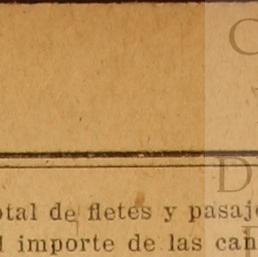 otal de fletes y pasaj
l importe de las can